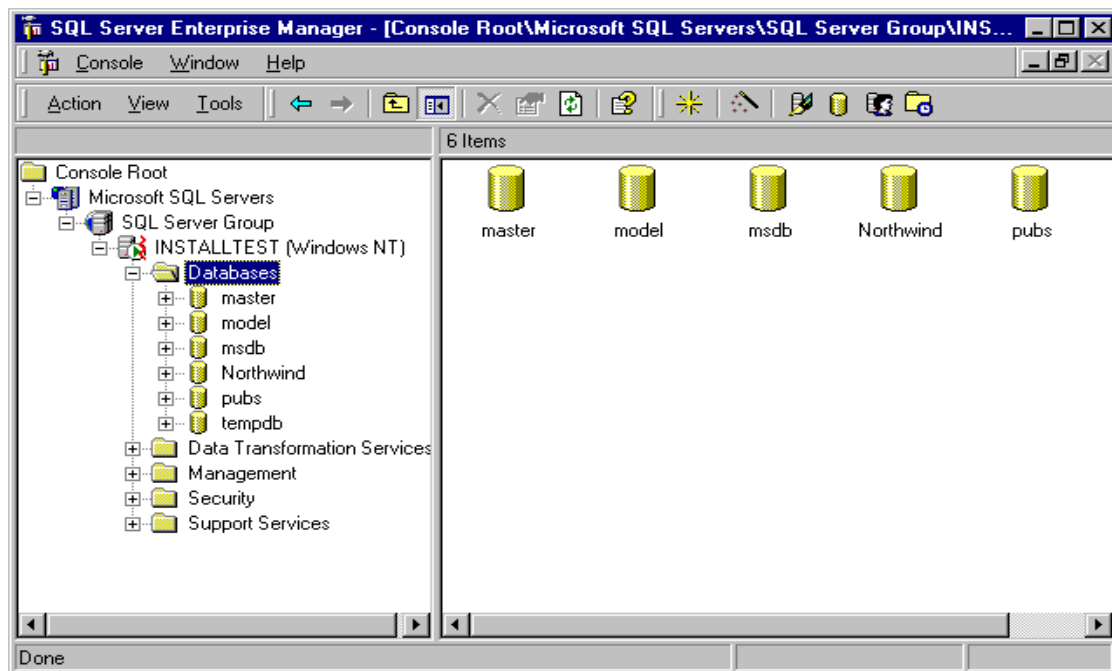 SQL Server Enterprise Manager - [Console Root\Microsoft SQL Servers\SQL Server Group\INS...
Console Window Help
Action View Tools
6 Items
Console Root
Microsoft SQL Servers
SQL Server Group
INSTALLTEST (Windows NT)
Databases
master
model
msdb
Northwind
pubs
tempdb
Data Transformation Services
Management
Security
Support Services
master model msdb Northwind pubs
Done